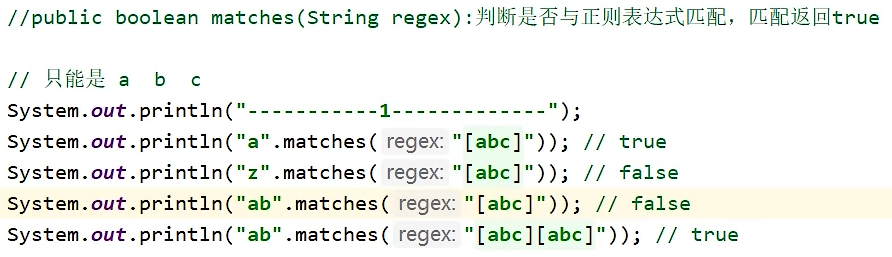 //public boolean matches(String regex):判断是否与正则表达式匹配，匹配返回true
// 只能是 a  b  c
System.out.println("-----------1-------------");
System.out.println("a".matches( regex: "[abc]")); // true
System.out.println("z".matches( regex: "[abc]")); // false
System.out.println("ab".matches( regex: "[abc]")); // false
System.out.println("ab".matches( regex: "[abc][abc]")); // true